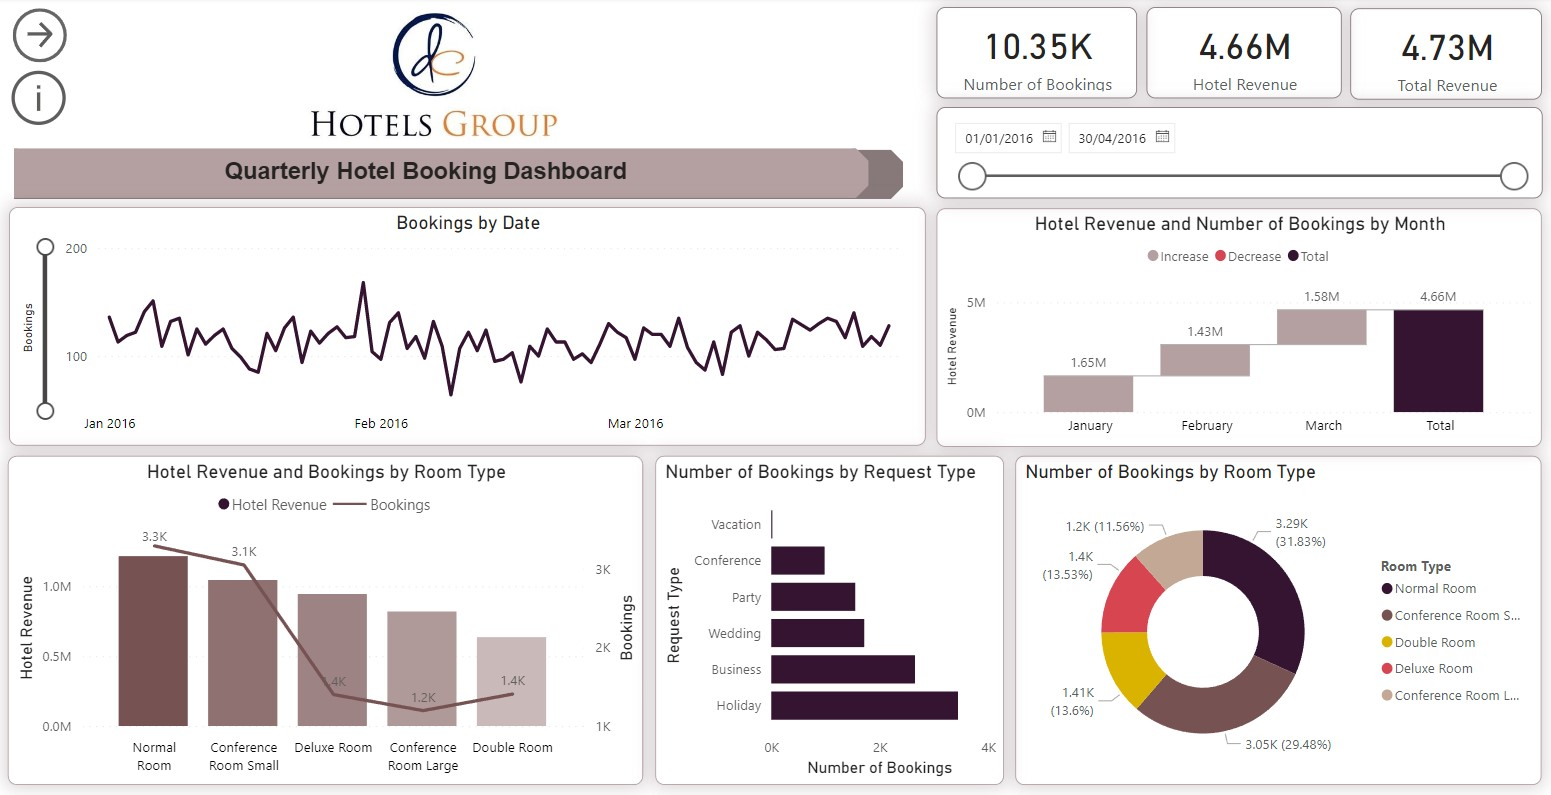 dc
HOTELS GROUP
Quarterly Hotel Booking Dashboard
10.35K
Number of Bookings
4.66M
Hotel Revenue
4.73M
Total Revenue
01/01/2016
30/04/2016
Bookings by Date
200
100
Bookings
Jan 2016
Feb 2016
Mar 2016
Hotel Revenue and Number of Bookings by Month
Increase
Decrease
Total
5M
0M
Hotel Revenue
1.65M
1.43M
1.58M
4.66M
January
February
March
Total
Hotel Revenue and Bookings by Room Type
Hotel Revenue
Bookings
1.0M
0.5M
0.0M
Hotel Revenue
3.3K
3.1K
1.2K
1.4K
3K
2K
1K
Bookings
Normal
Room
Conference
Room Small
Deluxe Room
Conference
Room Large
Double Room
Number of Bookings by Request Type
Request Type
Vacation
Conference
Party
Wedding
Business
Holiday
0K
2K
4K
Number of Bookings
Number of Bookings by Room Type
1.2K (11.56%)
3.29K
(31.83%)
1.4K
(13.53%)
1.41K
(13.6%)
3.05K (29.48%)
Room Type
Normal Room
Conference Room S...
Double Room
Deluxe Room
Conference Room L...